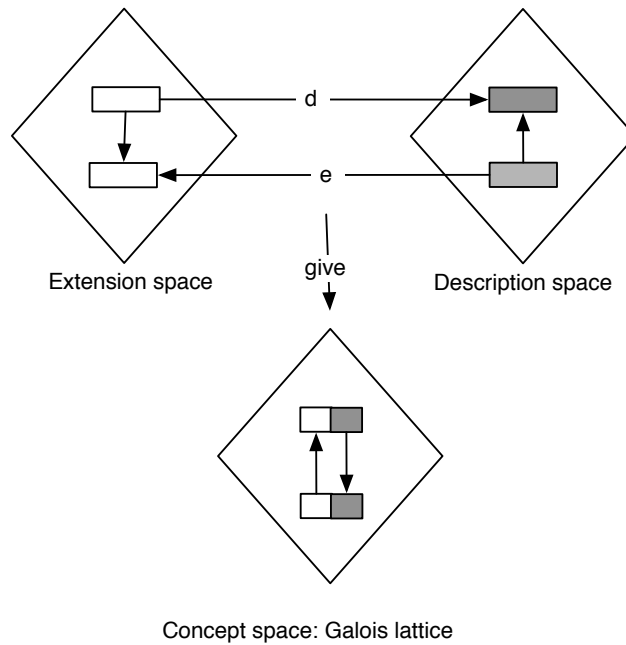 d
e
Extension space
give
Description space
Concept space: Galois lattice